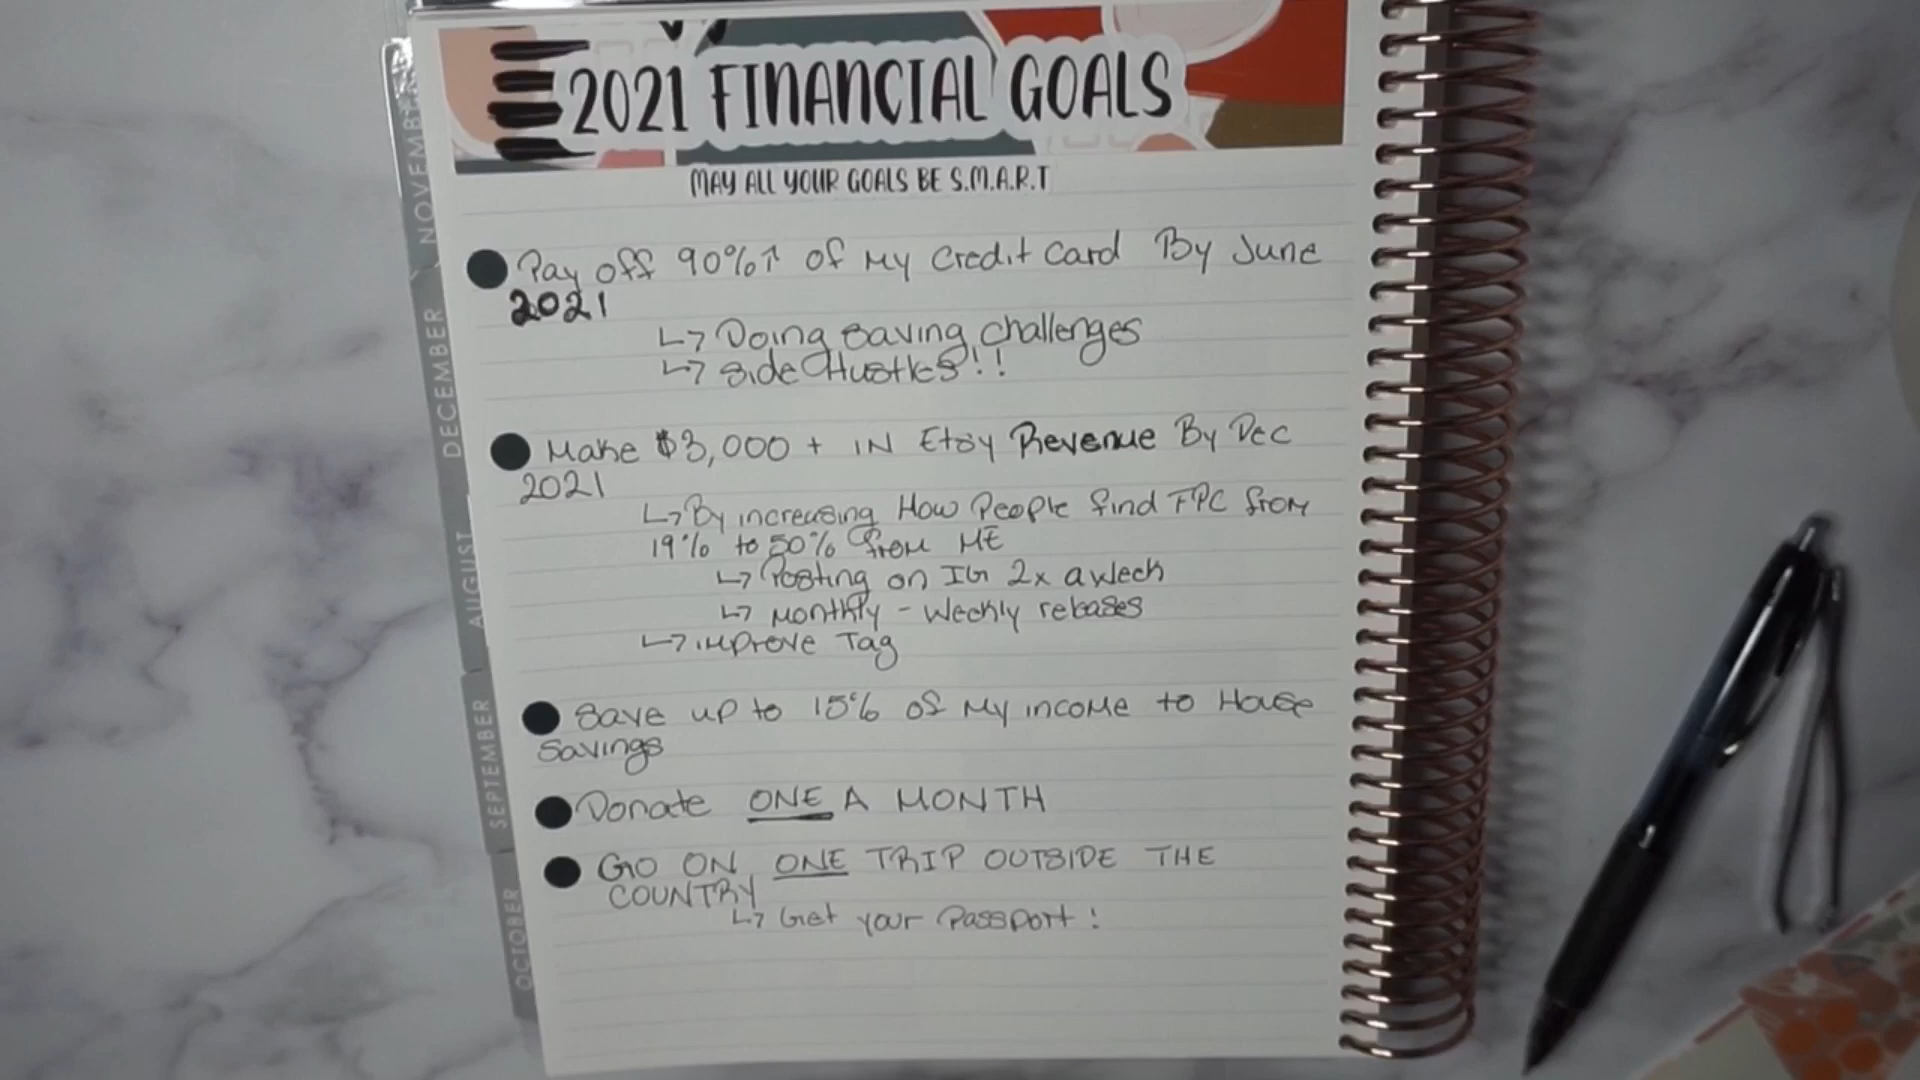 2021 FINANCIAL GOALS
MAY ALL YOUR GOALS BE S.M.A.R.T
Pay off 90%↑ of My Credit Card By June
2021
↳ Doing saving challenges
↳ Side Hustles!!
Make $3,000 + IN Etsy Revenue By Dec
2021
↳ By increasing How People find FPC from
19% to 50% from ME
↳ Posting on IG 2x a week
↳ Monthly - Weekly releases
↳ improve Tag
Save up to 15% of My income to House
Savings
Donate ONE A MONTH
GO ON ONE TRIP OUTSIDE THE
COUNTRY
↳ Get your Passport!
NOVEMBER
DECEMBER
AUGUST
SEPTEMBER
OCTOBER